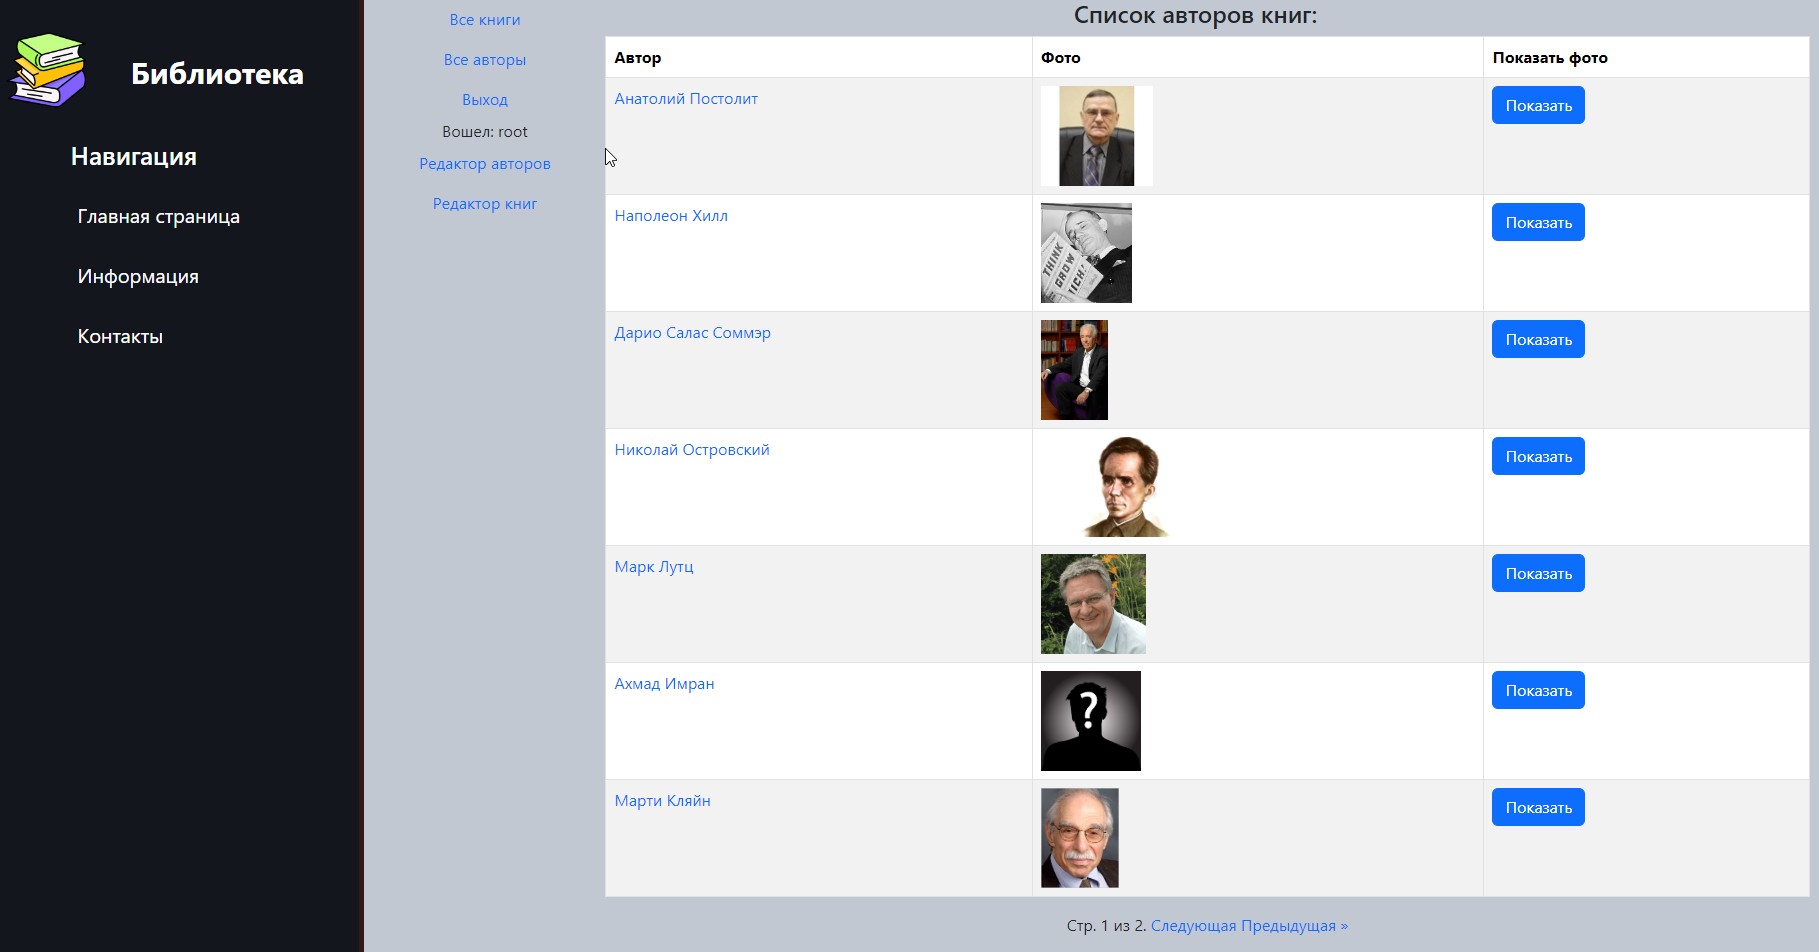 Библиотека
Навигация
Главная страница
Информация
Контакты
Все книги
Все авторы
Выход
Вошел: root
Редактор авторов
Редактор книг
Список авторов книг:
Автор Фото Показать фото
Анатолий Постолит Показать
Наполеон Хилл Показать
THINK
GROW
ICH!
Дарио Салас Соммэр Показать
Николай Островский Показать
Марк Лутц Показать
Ахмад Имран Показать
?
Марти Кляйн Показать
Стр. 1 из 2. Следующая Предыдущая »